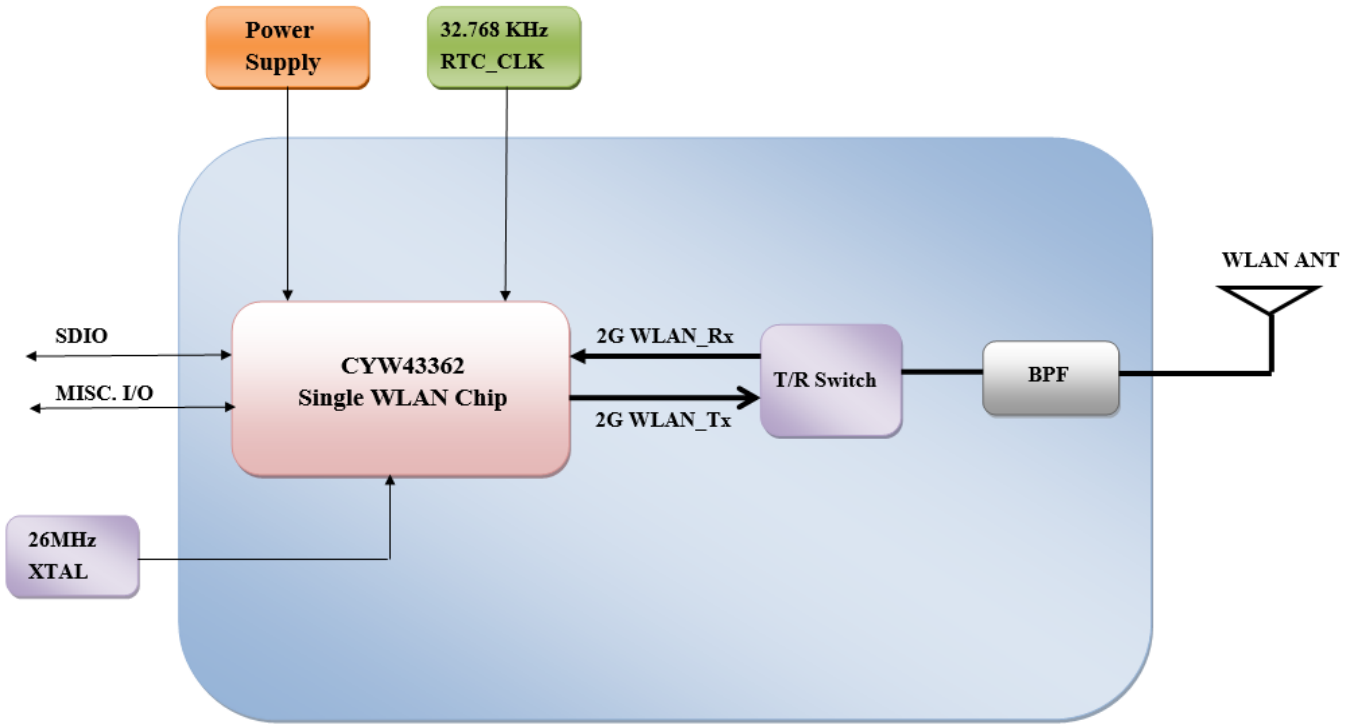 Power
Supply
32.768 KHz
RTC_CLK
WLAN ANT
SDIO
MISC. I/O
CYW43362
Single WLAN Chip
2G WLAN_Rx
2G WLAN_Tx
T/R Switch
BPF
26MHz
XTAL